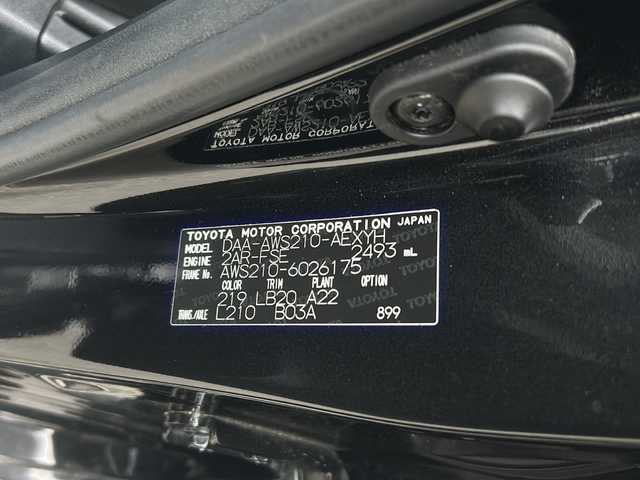 TOYOTA MOTOR CORPORATION JAPAN
MODEL DAA-AWS210-AEXYH
ENGINE 2AR-FSE 2493 mL
FRAME No. AWS210-6026175
COLOR TRIM PLANT OPTION
219 LB20 A22
TRANS./AXLE L210 B03A 899